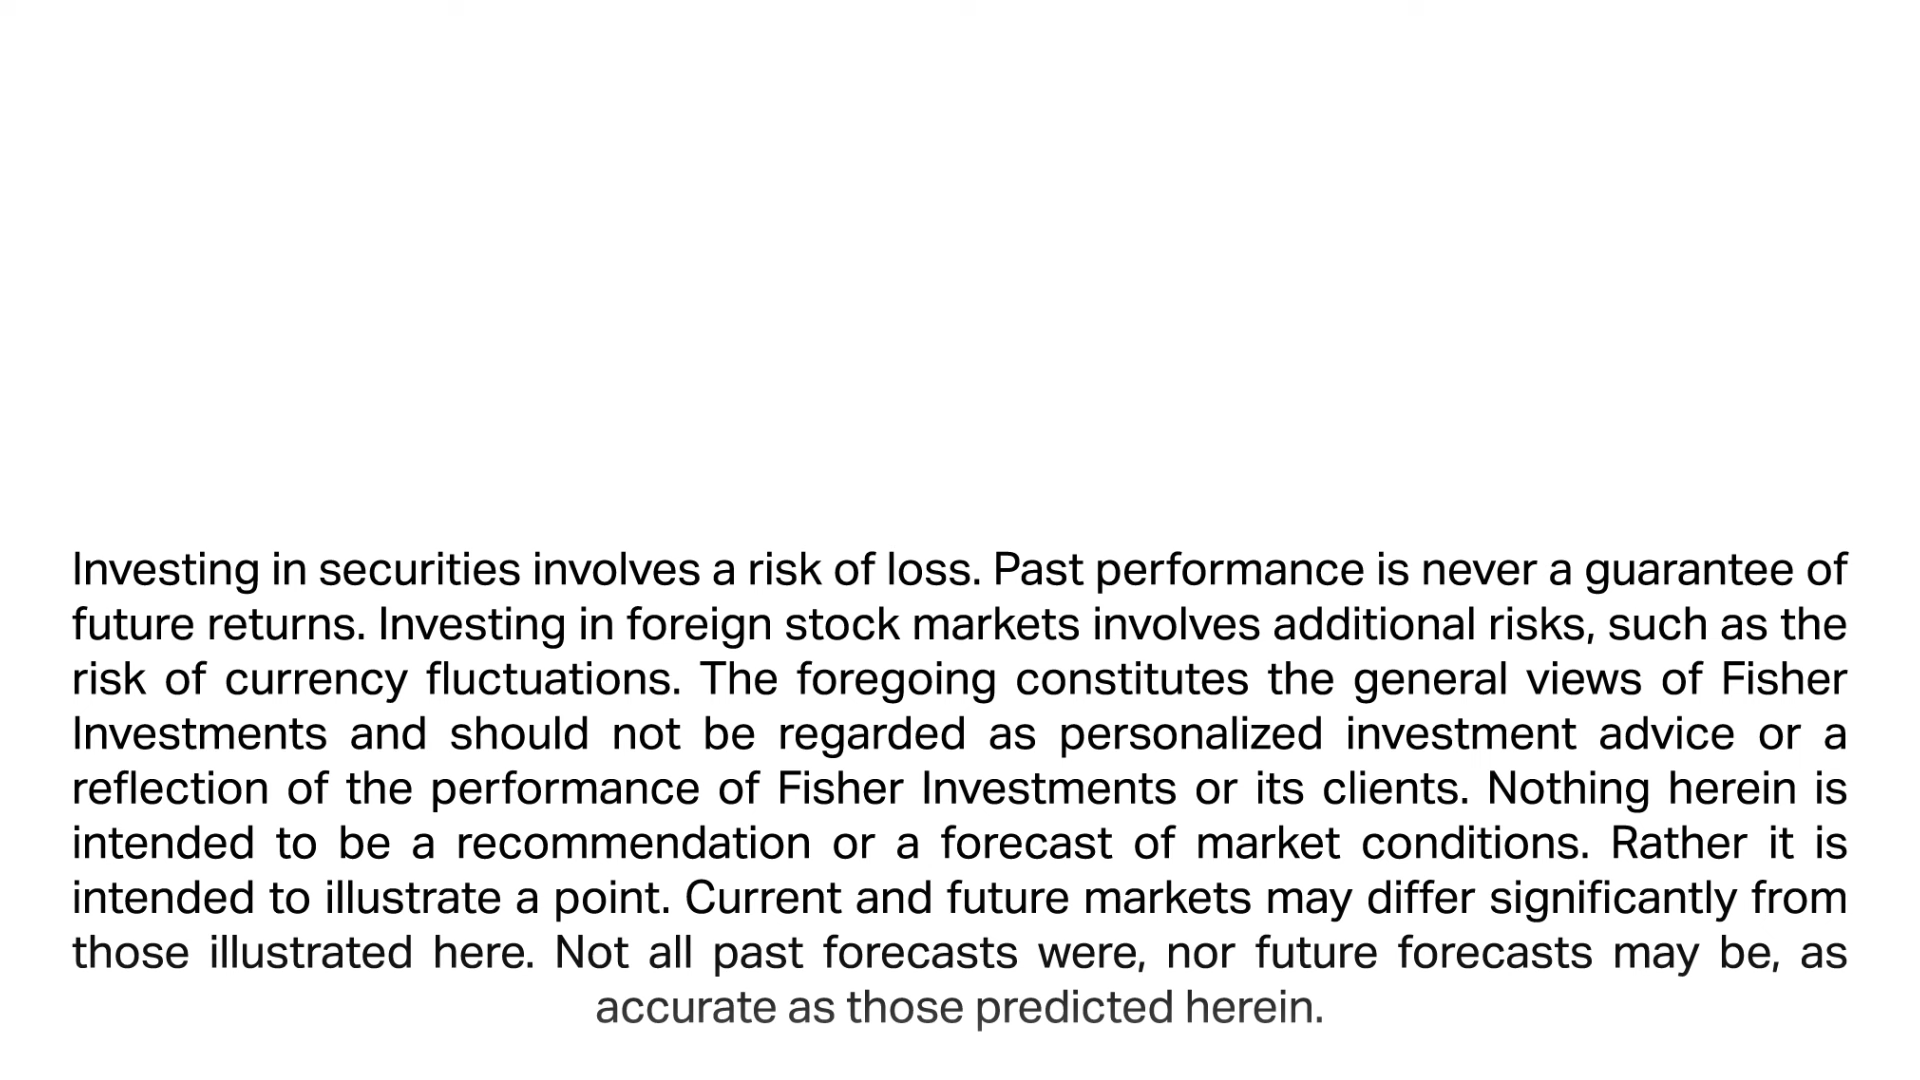 Investing in securities involves a risk of loss. Past performance is never a guarantee of
future returns. Investing in foreign stock markets involves additional risks, such as the
risk of currency fluctuations. The foregoing constitutes the general views of Fisher
Investments and should not be regarded as personalized investment advice or a
reflection of the performance of Fisher Investments or its clients. Nothing herein is
intended to be a recommendation or a forecast of market conditions. Rather it is
intended to illustrate a point. Current and future markets may differ significantly from
those illustrated here. Not all past forecasts were, nor future forecasts may be, as
accurate as those predicted herein.